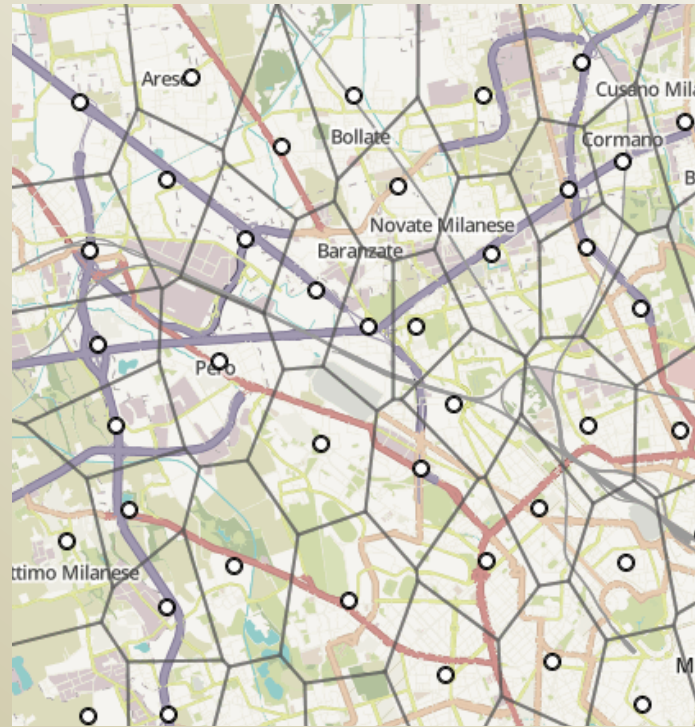 Arese
Cusano Mila
Bollate
Cormano
B
Novate Milanese
Baranzate
Pero
ttimo Milanese
M